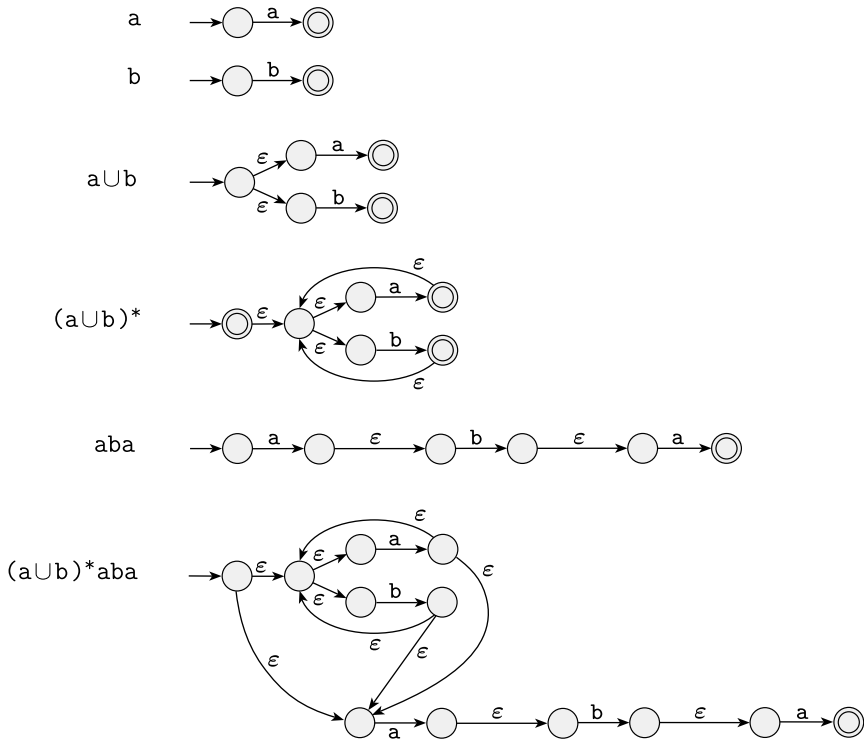 a a
b b
a∪b ε a
ε b
(a∪b)* ε
ε ε a
ε b
ε
aba a ε b ε a
(a∪b)*aba ε
ε ε a ε
ε b
ε ε
ε
a ε b ε a